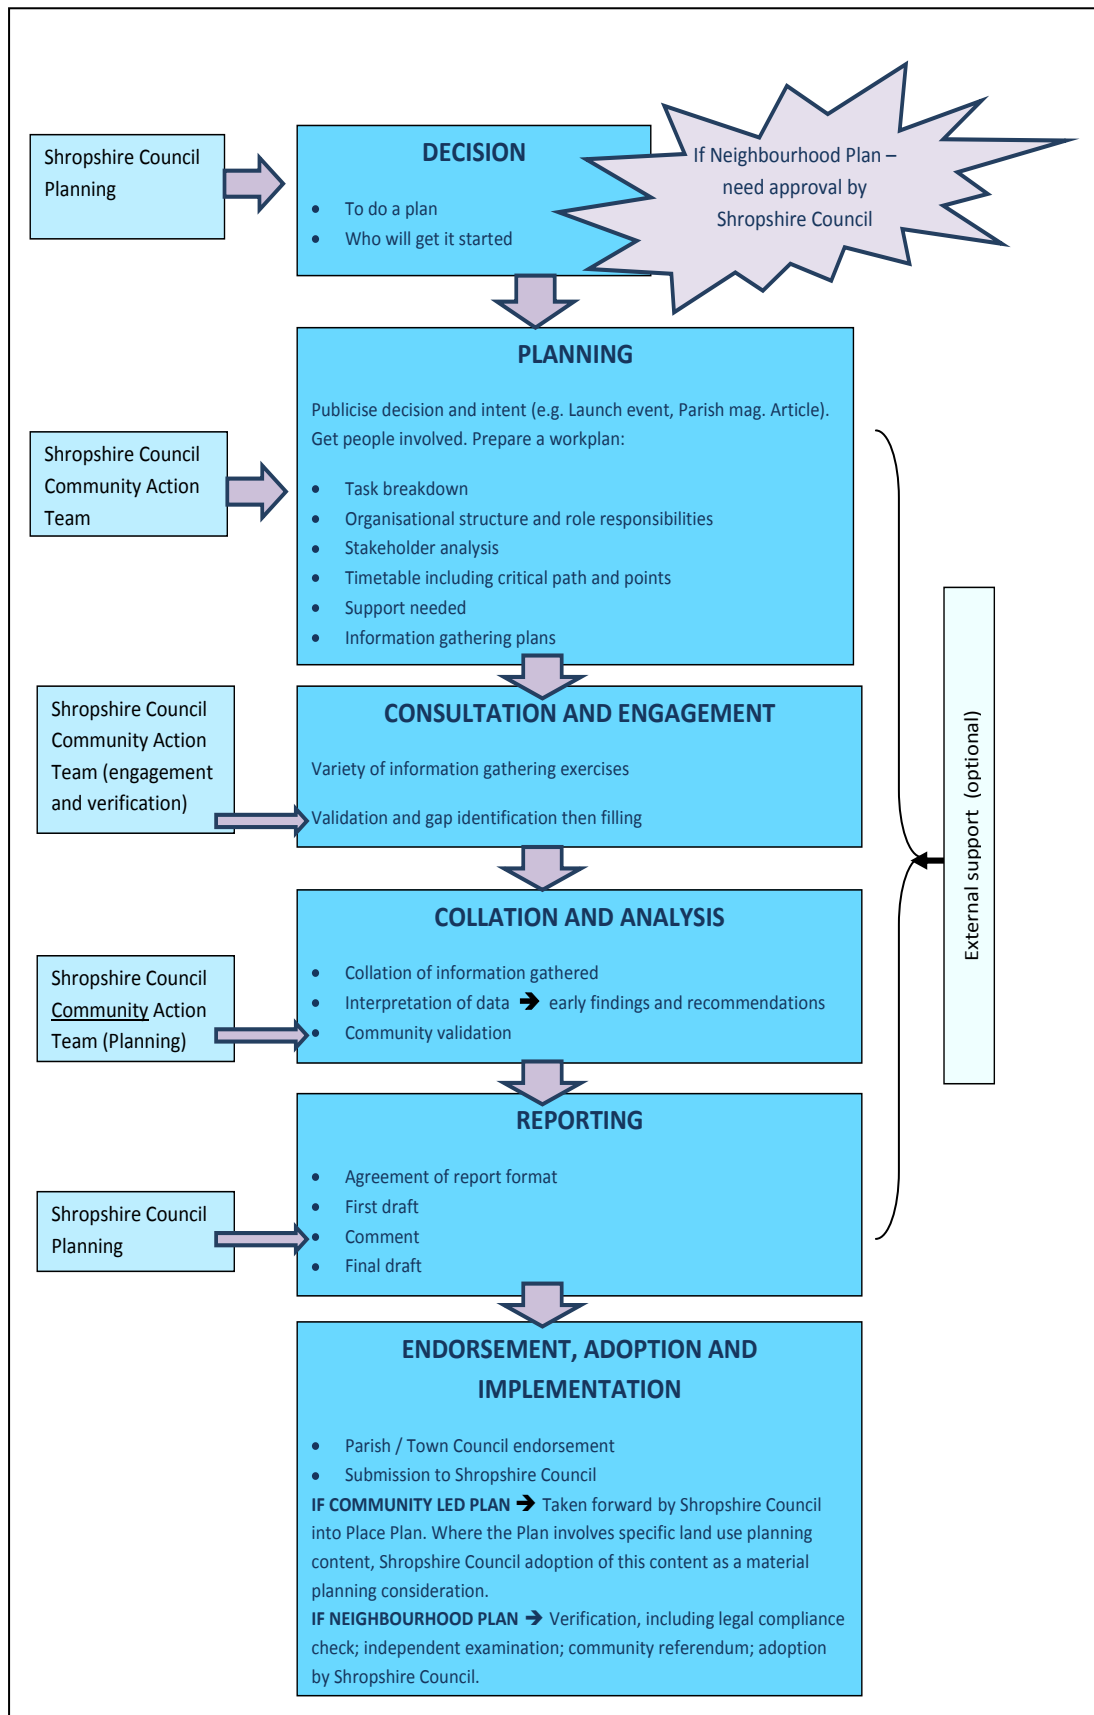 Shropshire Council
Planning
DECISION
• To do a plan
• Who will get it started
If Neighbourhood Plan –
need approval by
Shropshire Council
PLANNING
Publicise decision and intent (e.g. Launch event, Parish mag. Article).
Get people involved. Prepare a workplan:
• Task breakdown
• Organisational structure and role responsibilities
• Stakeholder analysis
• Timetable including critical path and points
• Support needed
• Information gathering plans
Shropshire Council
Community Action
Team
Shropshire Council
Community Action
Team (engagement
and verification)
CONSULTATION AND ENGAGEMENT
Variety of information gathering exercises
Validation and gap identification then filling
External support (optional)
Shropshire Council
Community Action
Team (Planning)
COLLATION AND ANALYSIS
• Collation of information gathered
• Interpretation of data ➔ early findings and recommendations
• Community validation
Shropshire Council
Planning
REPORTING
• Agreement of report format
• First draft
• Comment
• Final draft
ENDORSEMENT, ADOPTION AND
IMPLEMENTATION
• Parish / Town Council endorsement
• Submission to Shropshire Council
IF COMMUNITY LED PLAN ➔ Taken forward by Shropshire Council
into Place Plan. Where the Plan involves specific land use planning
content, Shropshire Council adoption of this content as a material
planning consideration.
IF NEIGHBOURHOOD PLAN ➔ Verification, including legal compliance
check; independent examination; community referendum; adoption
by Shropshire Council.